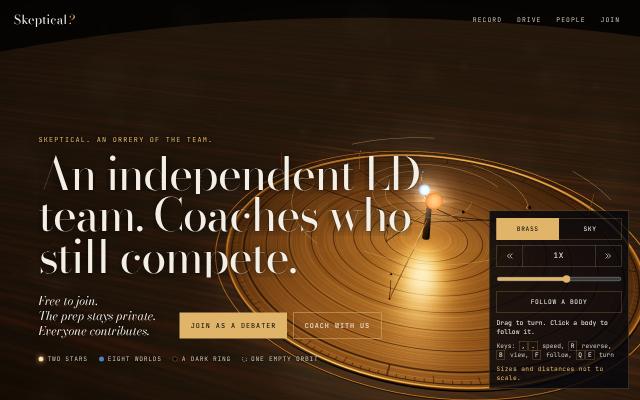 Skeptical?
RECORD DRIVE PEOPLE JOIN
SKEPTICAL. AN ORRERY OF THE TEAM.
An independent LD
team. Coaches who
still compete.
Free to join.
The prep stays private.
Everyone contributes.
JOIN AS A DEBATER
COACH WITH US
TWO STARS EIGHT WORLDS A DARK RING ONE EMPTY ORBIT
BRASS SKY
« 1X »
FOLLOW A BODY
Drag to turn. Click a body to
follow it.
Keys: , . speed, R reverse,
B view, F follow, Q E turn
Sizes and distances not to
scale.